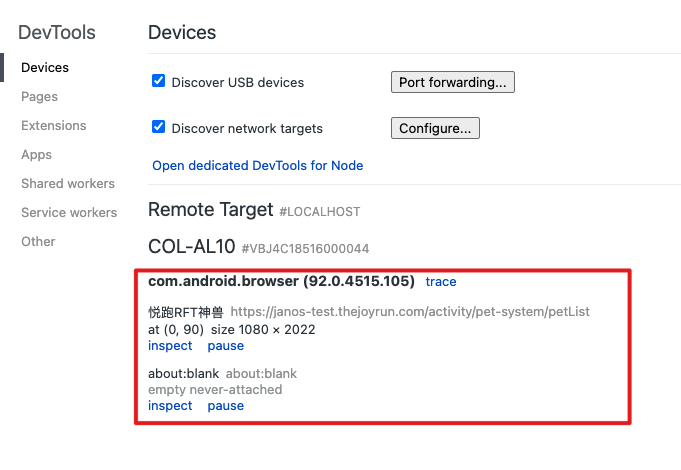 DevTools
Devices
Pages
Extensions
Apps
Shared workers
Service workers
Other
Devices
Discover USB devices
Port forwarding...
Discover network targets
Configure...
Open dedicated DevTools for Node
Remote Target #LOCALHOST
COL-AL10 #VBJ4C18516000044
com.android.browser (92.0.4515.105) trace
悦跑RFT神兽 https://janos-test.thejoyrun.com/activity/pet-system/petList
at (0, 90) size 1080 × 2022
inspect pause
about:blank about:blank
empty never-attached
inspect pause